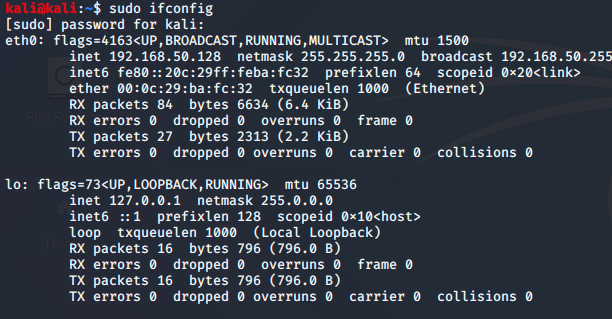 kali@kali:~$ sudo ifconfig
[sudo] password for kali:
eth0: flags=4163<UP,BROADCAST,RUNNING,MULTICAST>  mtu 1500
        inet 192.168.50.128  netmask 255.255.255.0  broadcast 192.168.50.255
        inet6 fe80::20c:29ff:feba:fc32  prefixlen 64  scopeid 0×20<link>
        ether 00:0c:29:ba:fc:32  txqueuelen 1000  (Ethernet)
        RX packets 84  bytes 6634 (6.4 KiB)
        RX errors 0  dropped 0  overruns 0  frame 0
        TX packets 27  bytes 2313 (2.2 KiB)
        TX errors 0  dropped 0 overruns 0  carrier 0  collisions 0
lo: flags=73<UP,LOOPBACK,RUNNING>  mtu 65536
        inet 127.0.0.1  netmask 255.0.0.0
        inet6 ::1  prefixlen 128  scopeid 0×10<host>
        loop  txqueuelen 1000  (Local Loopback)
        RX packets 16  bytes 796 (796.0 B)
        RX errors 0  dropped 0  overruns 0  frame 0
        TX packets 16  bytes 796 (796.0 B)
        TX errors 0  dropped 0 overruns 0  carrier 0  collisions 0